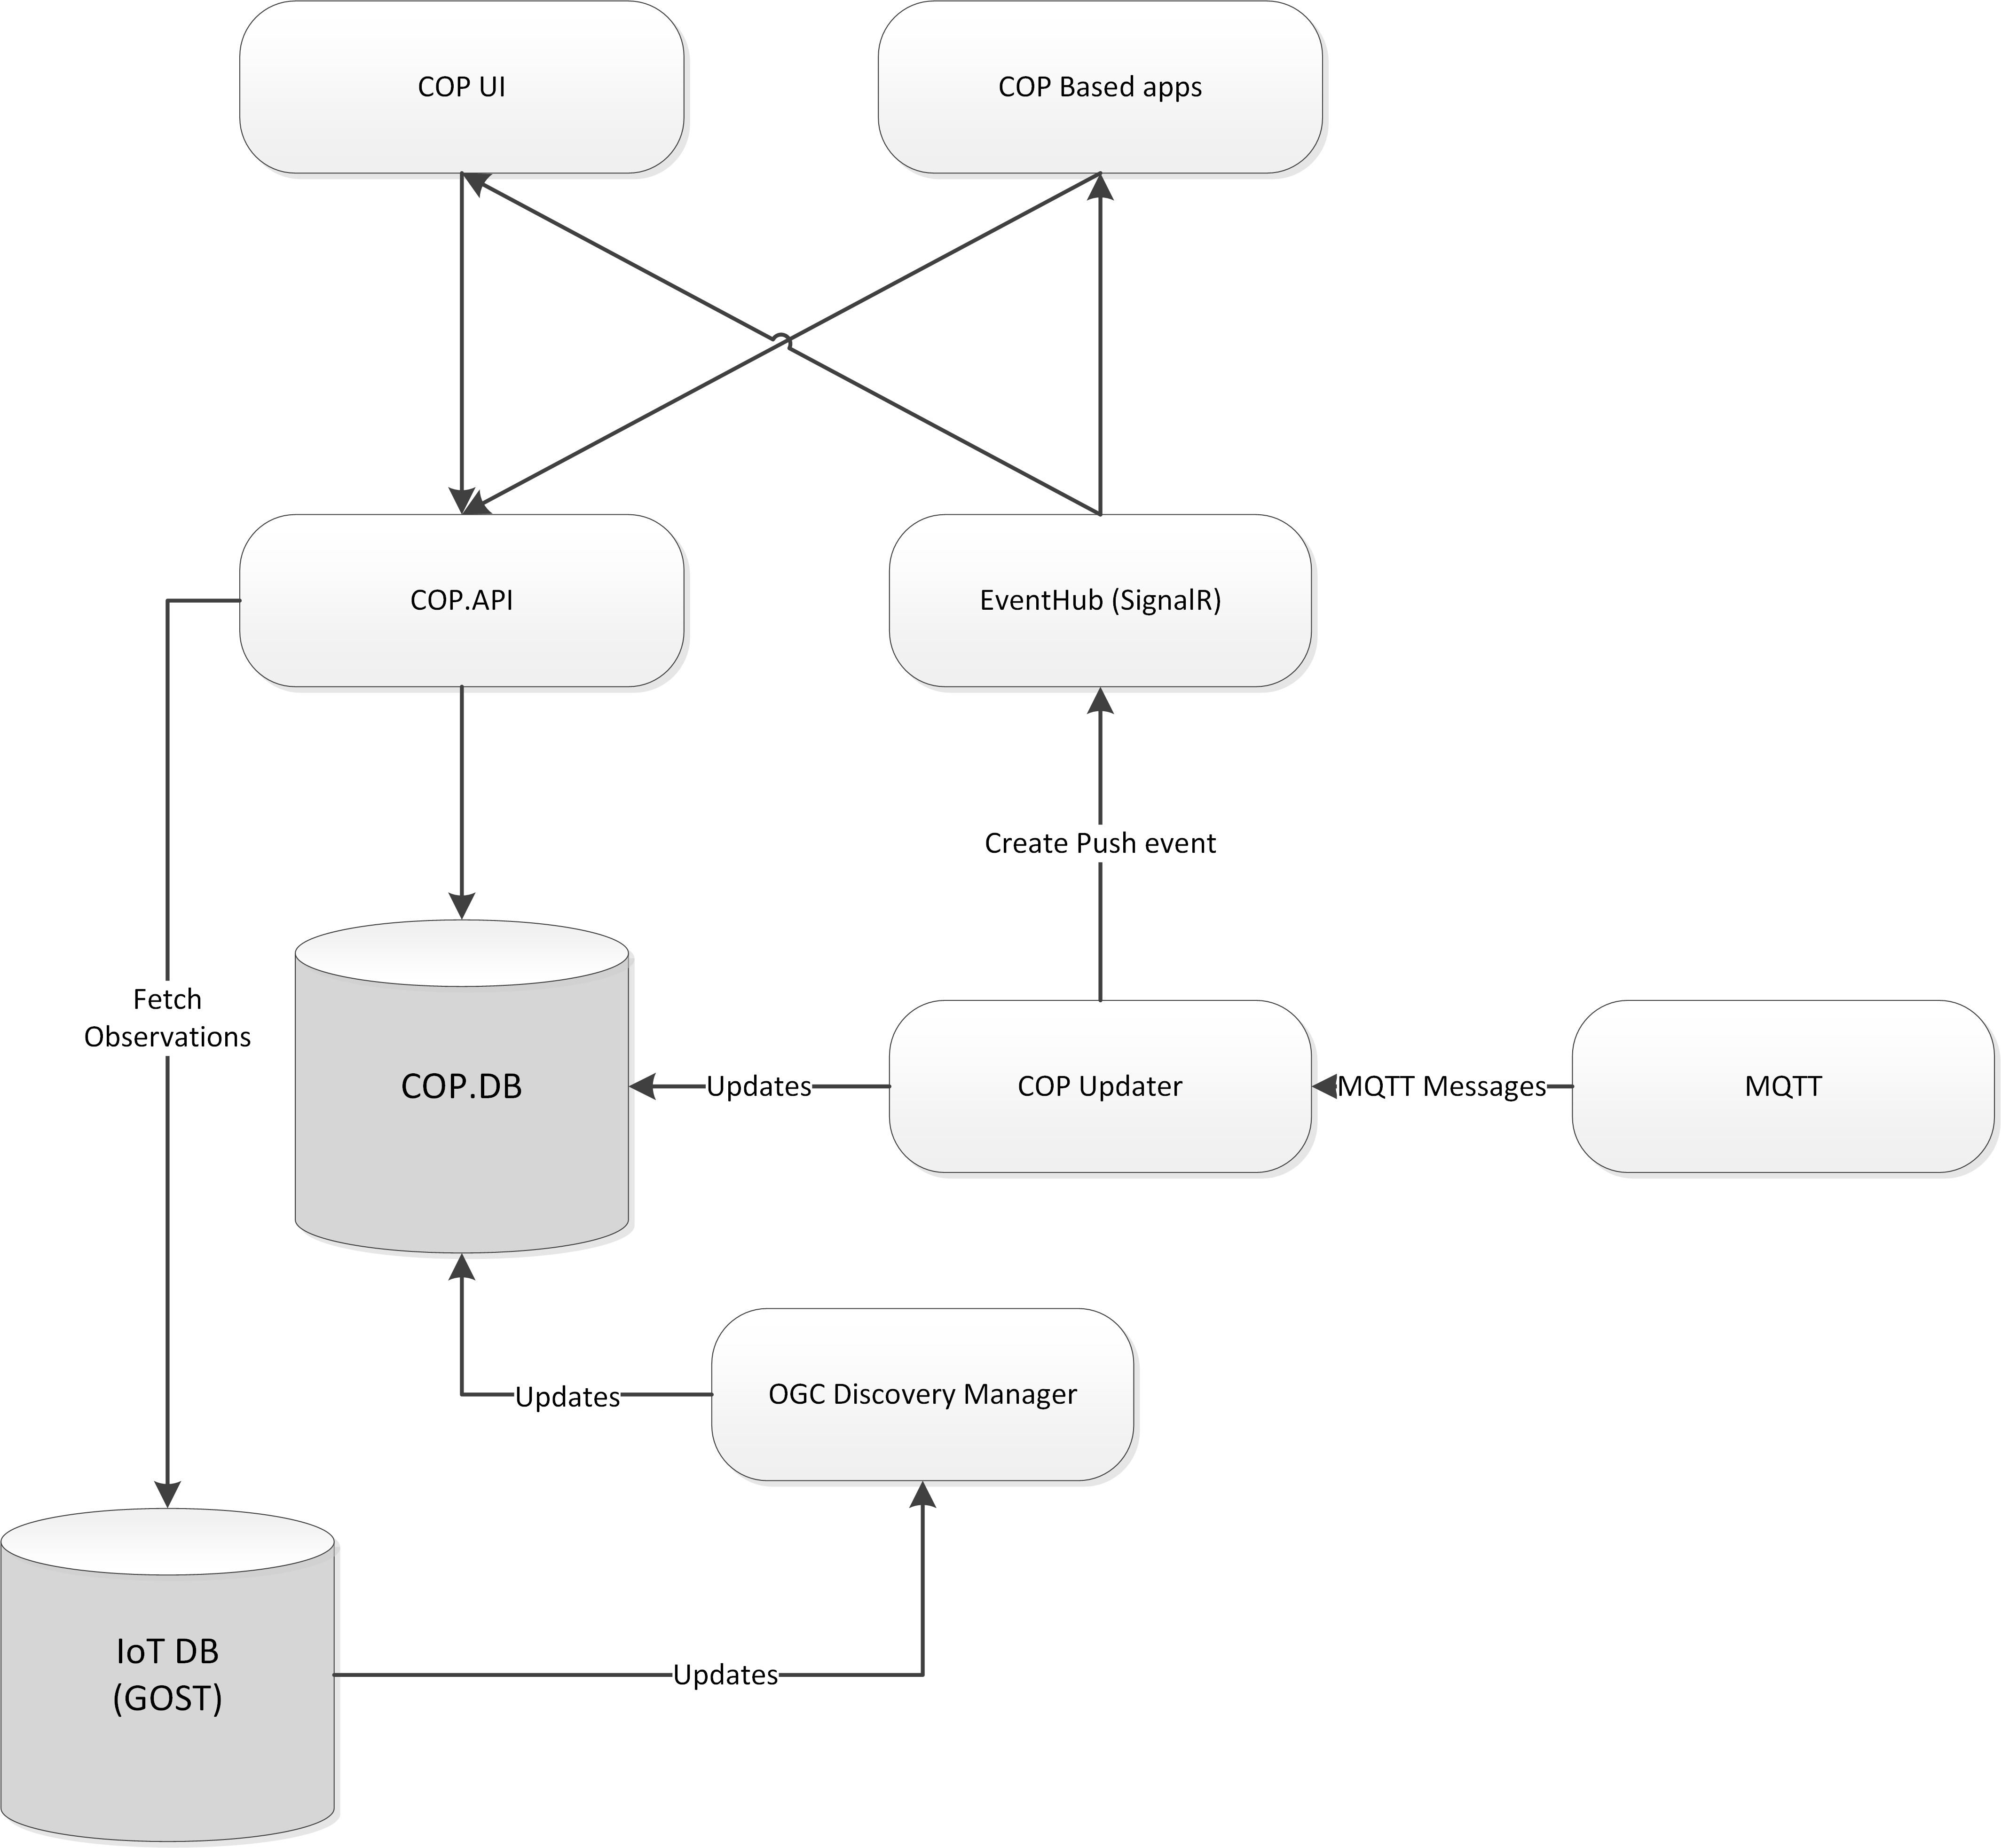 COP UI
COP Based apps
COP.API
EventHub (SignalR)
Create Push event
Fetch
Observations
COP.DB
Updates
COP Updater
MQTT Messages
MQTT
Updates
OGC Discovery Manager
IoT DB
(GOST)
Updates